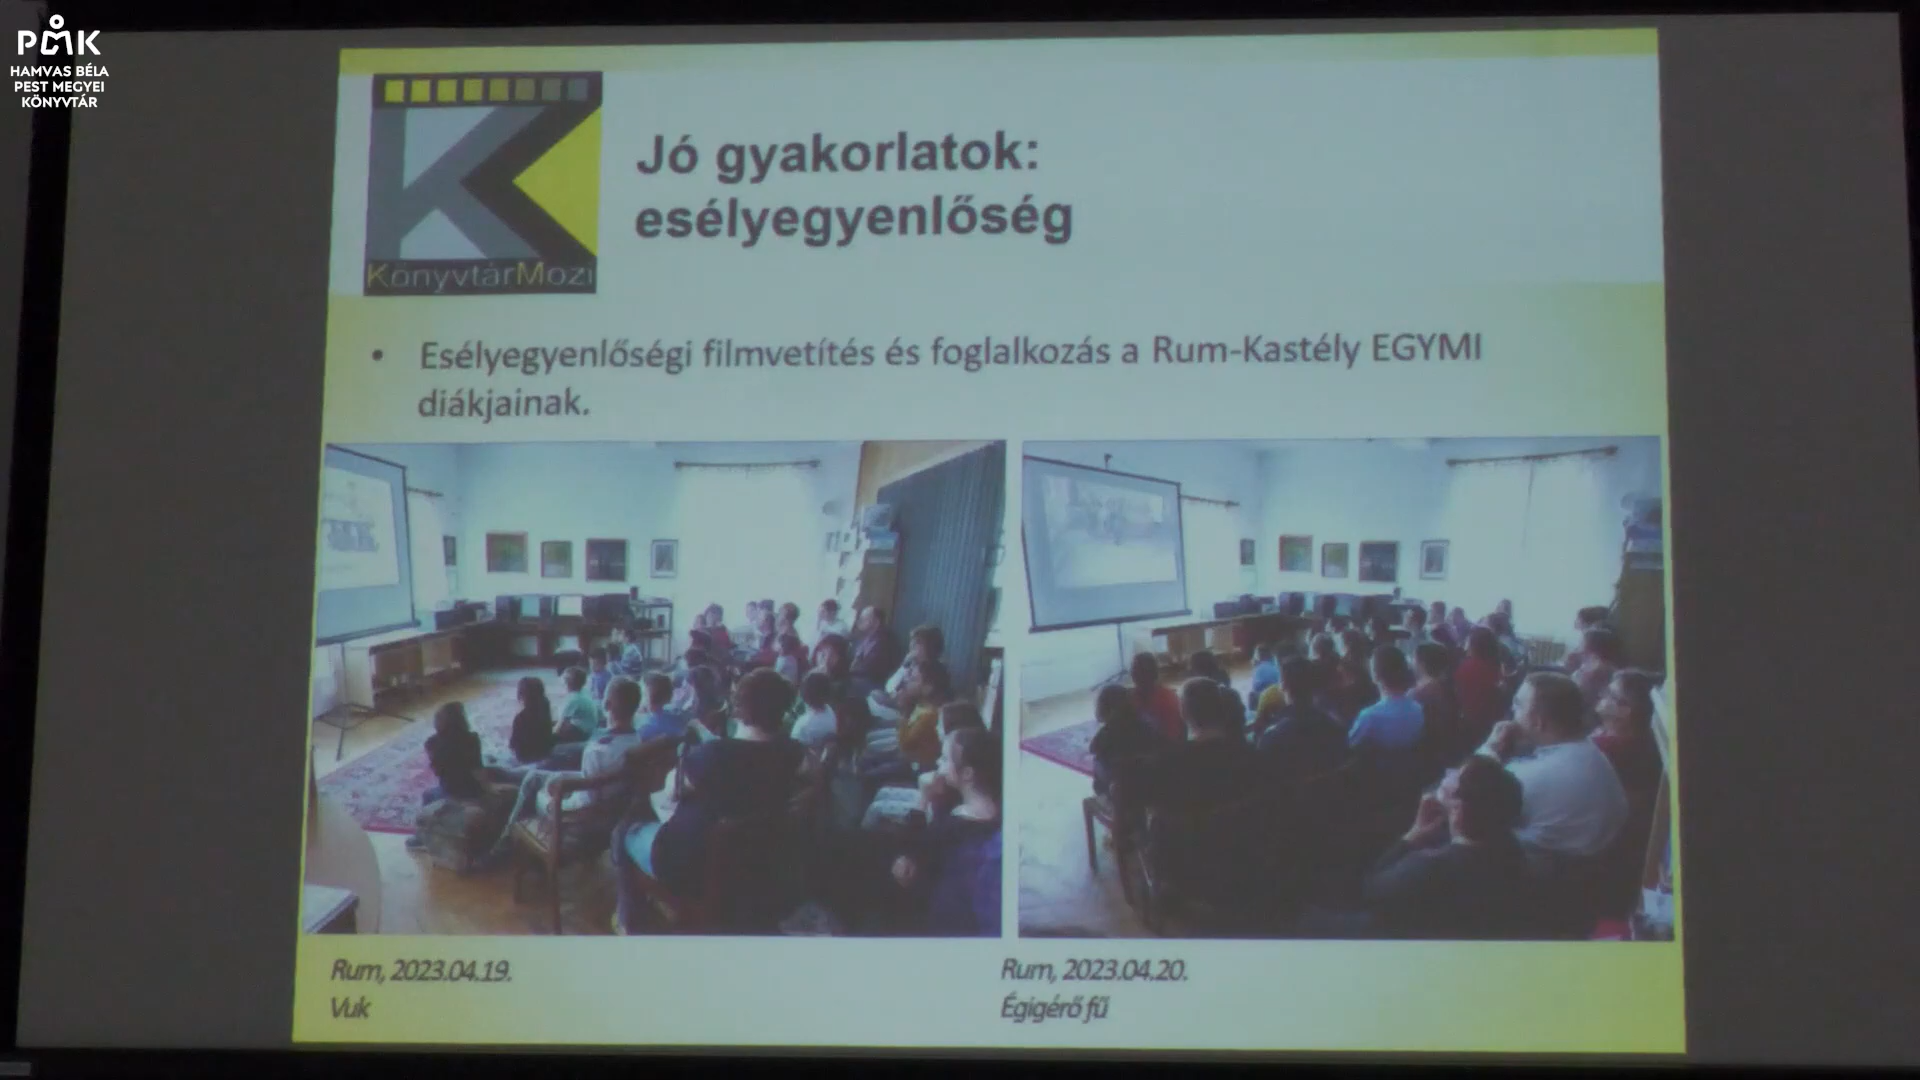 PMK
HAMVAS BÉLA
PEST MEGYEI
KÖNYVTÁR
KönyvtárMozi
Jó gyakorlatok:
esélyegyenlőség
• Esélyegyenlőségi filmvetítés és foglalkozás a Rum-Kastély EGYMI
diákjainak.
Rum, 2023.04.19.
Vuk
Rum, 2023.04.20.
Égigérő fű